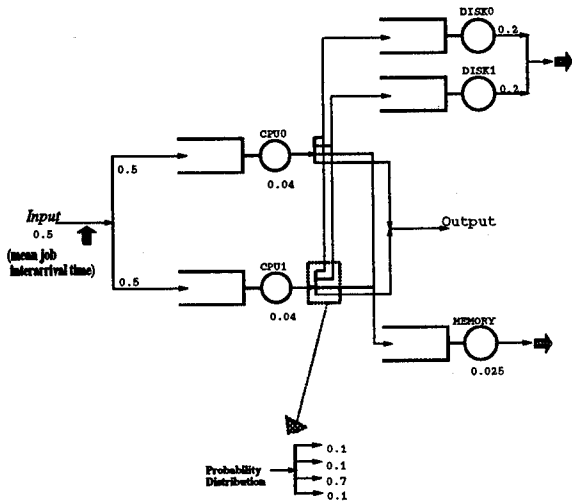 DISK0
0.2
DISK1
0.2
CPU0
0.5
0.04
Input
0.5
(mean job
interarrival time)
Output
CPU1
0.5
0.04
MEMORY
0.025
0.1
0.1
Probability
Distribution
0.7
0.1